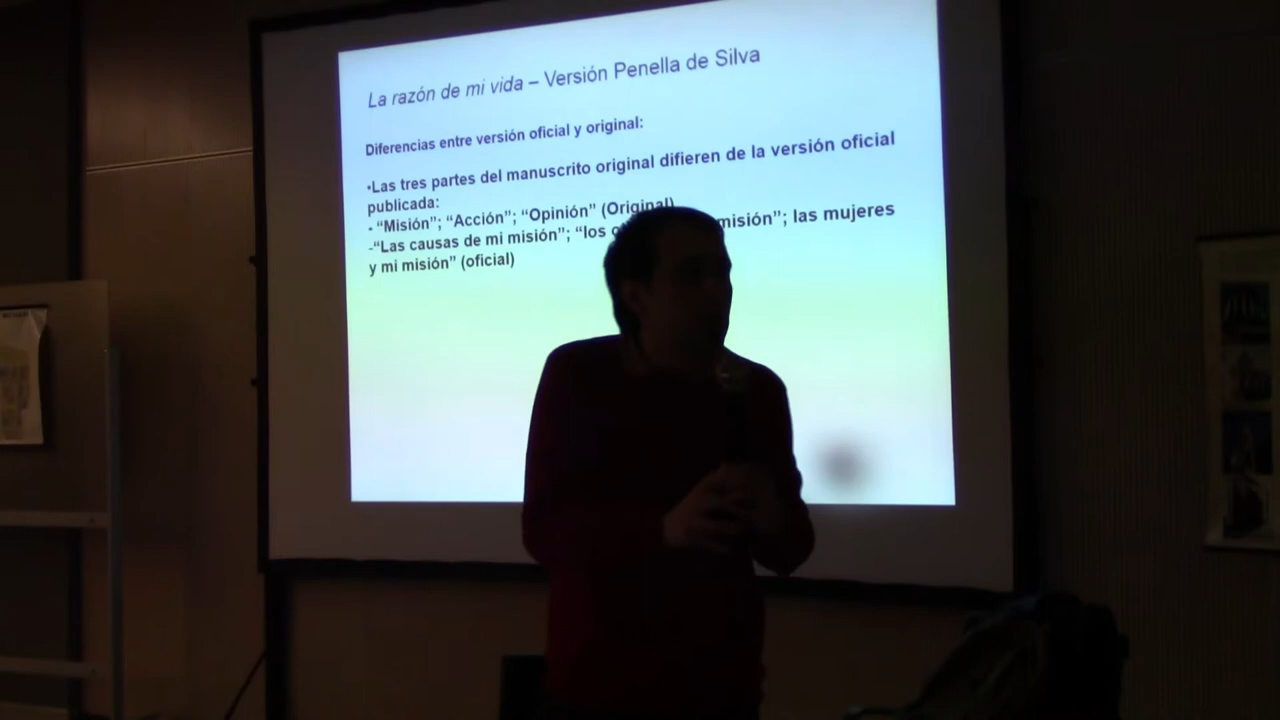 La razón de mi vida – Versión Penella de Silva
Diferencias entre versión oficial y original:
•Las tres partes del manuscrito original difieren de la versión oficial
publicada:
- “Misión”; “Acción”; “Opinión” (Original)
-“Las causas de mi misión”; “los misión”; las mujeres
y mi misión” (oficial)